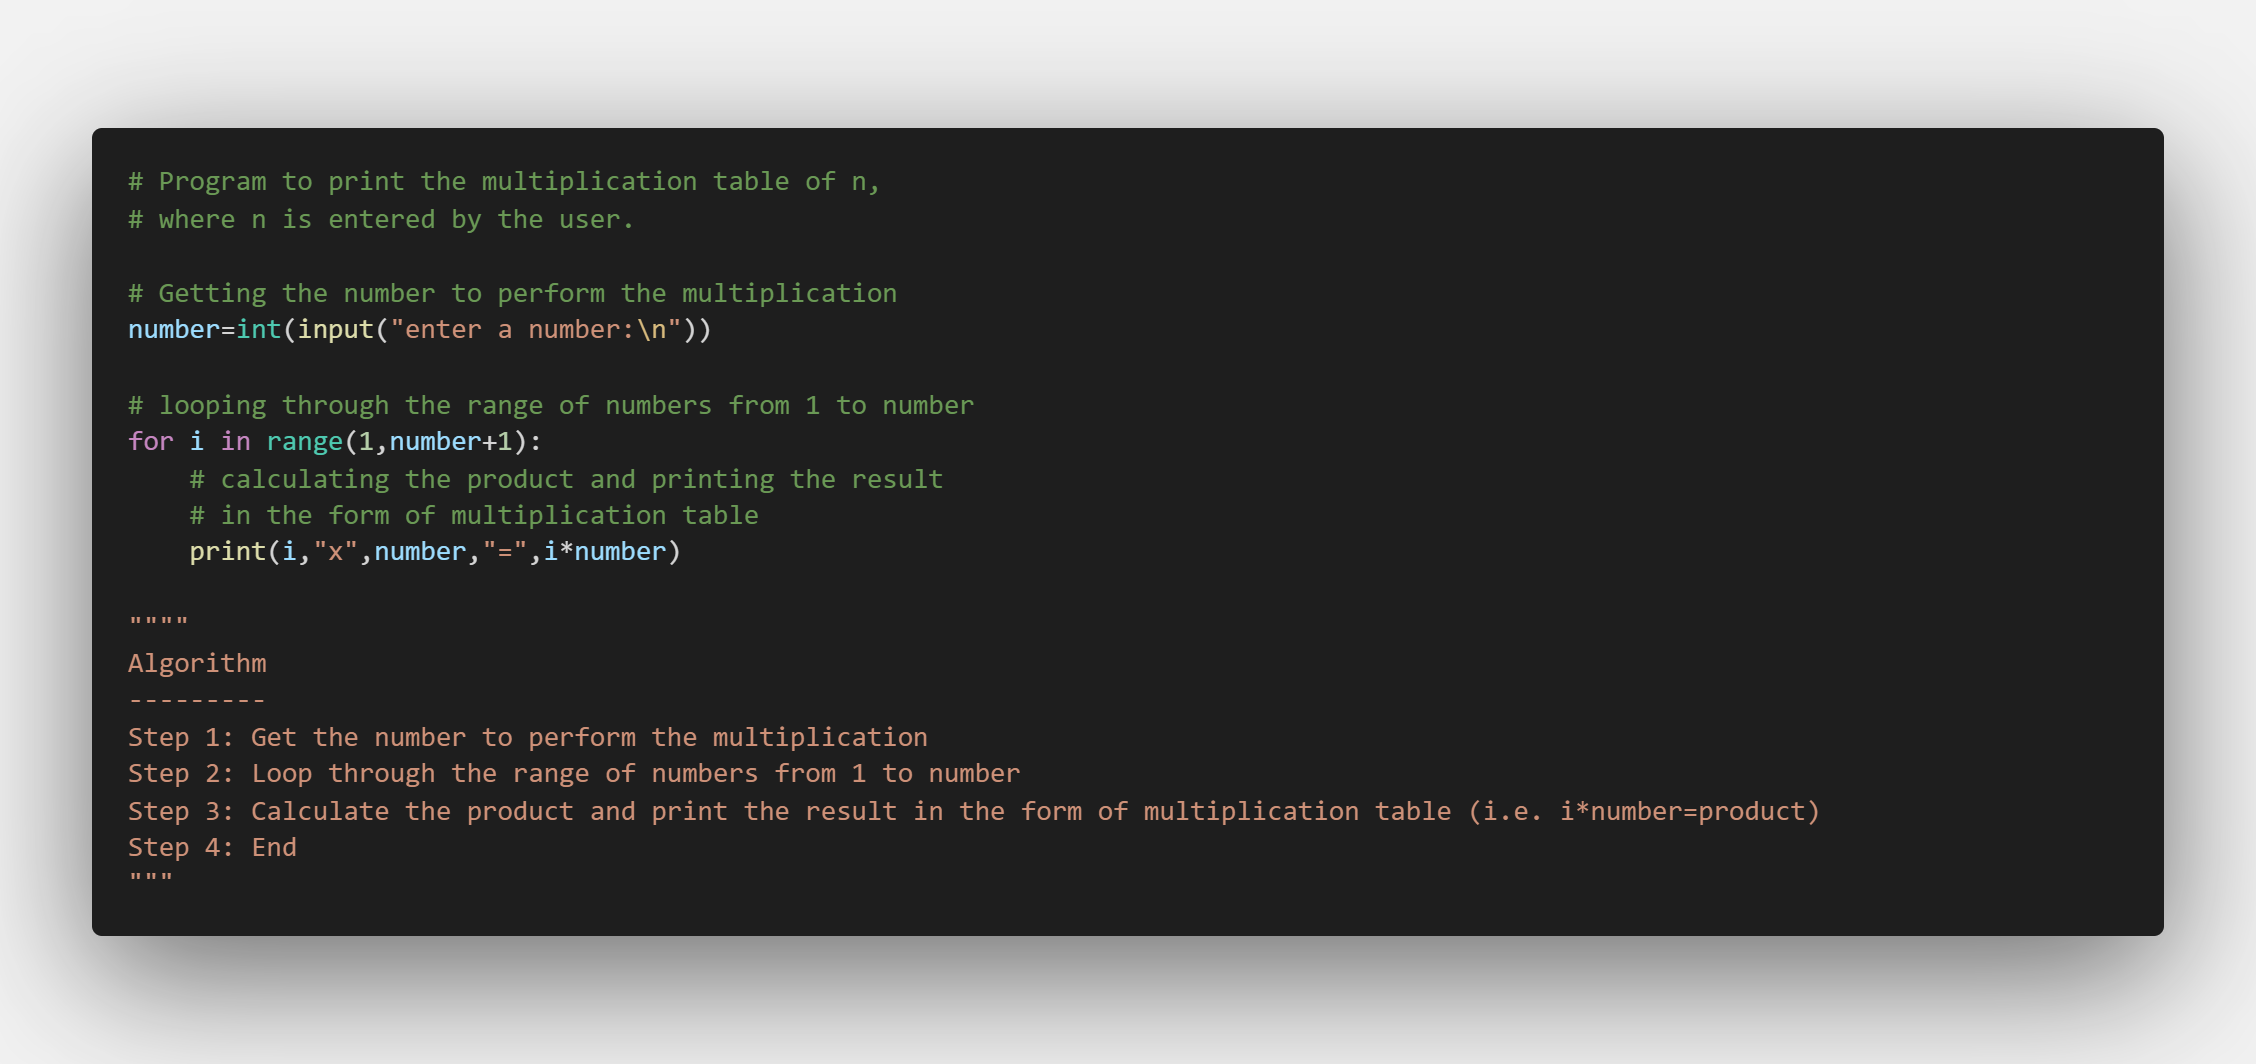 # Program to print the multiplication table of n,
# where n is entered by the user.

# Getting the number to perform the multiplication
number=int(input("enter a number:\n"))

# looping through the range of numbers from 1 to number
for i in range(1,number+1):
    # calculating the product and printing the result
    # in the form of multiplication table
    print(i,"x",number,"=",i*number)

""""
Algorithm
---------
Step 1: Get the number to perform the multiplication
Step 2: Loop through the range of numbers from 1 to number
Step 3: Calculate the product and print the result in the form of multiplication table (i.e. i*number=product)
Step 4: End
"""